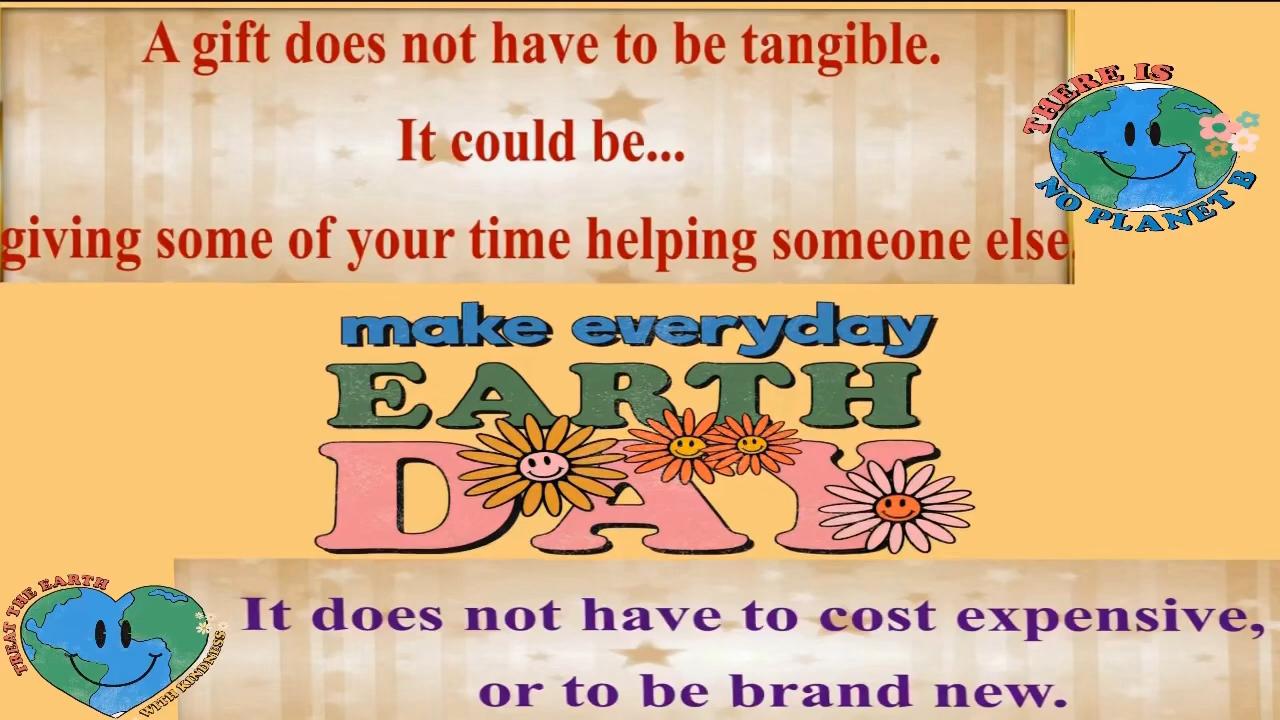 A gift does not have to be tangible.
It could be...
giving some of your time helping someone else.
THERE IS
NO PLANET B
make everyday
EARTH
DAY
TREAT THE EARTH
WITH KINDNESS
It does not have to cost expensive,
or to be brand new.